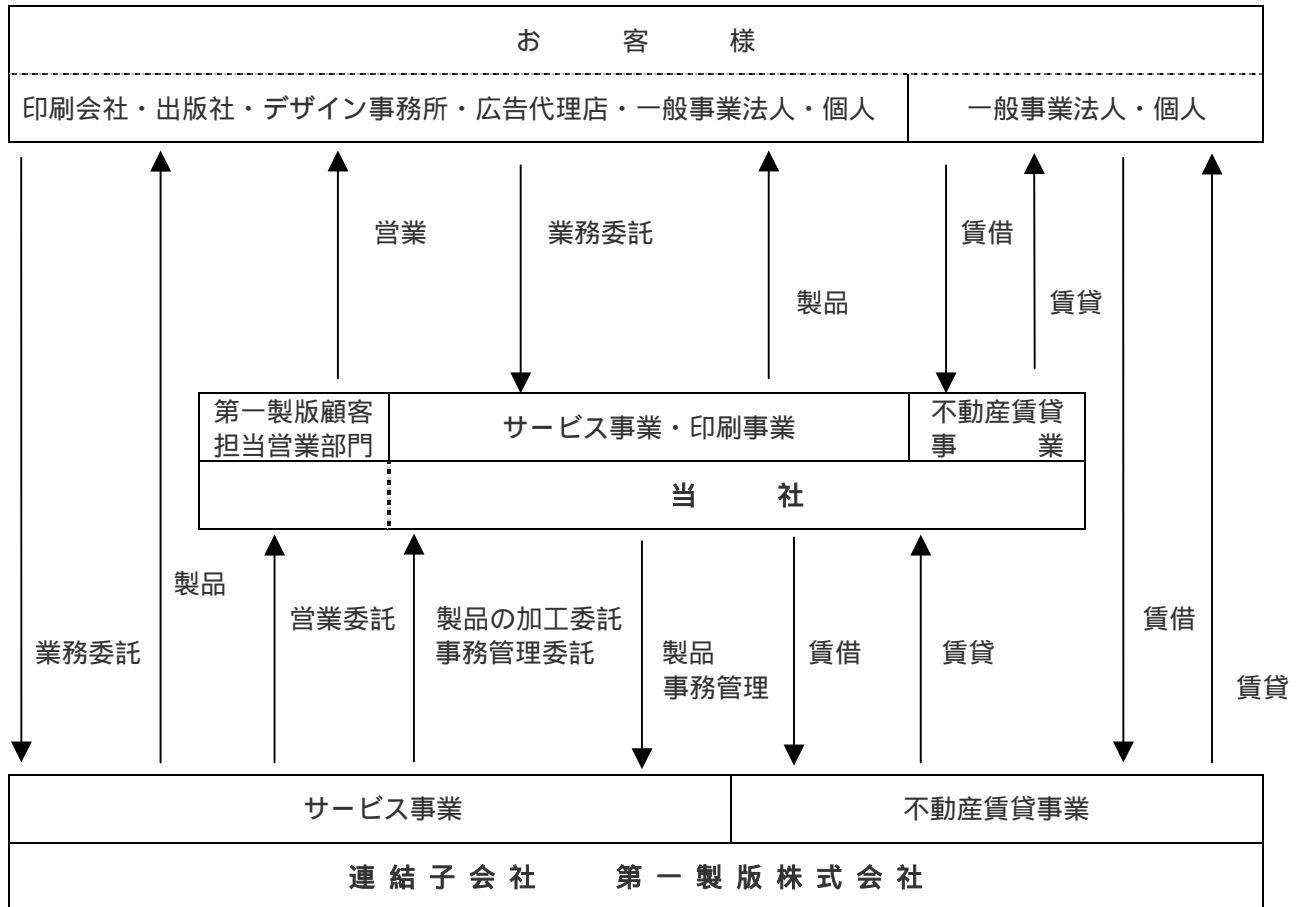 お客様
印刷会社・出版社・デザイン事務所・広告代理店・一般事業法人・個人
一般事業法人・個人
営業
業務委託
賃借
製品
賃貸
第一製版顧客
担当営業部門
サービス事業・印刷事業
不動産賃貸
事業
当社
製品
営業委託
製品の加工委託
事務管理委託
業務委託
製品
事務管理
賃借
賃貸
賃借
賃貸
サービス事業
不動産賃貸事業
連結子会社 第一製版株式会社